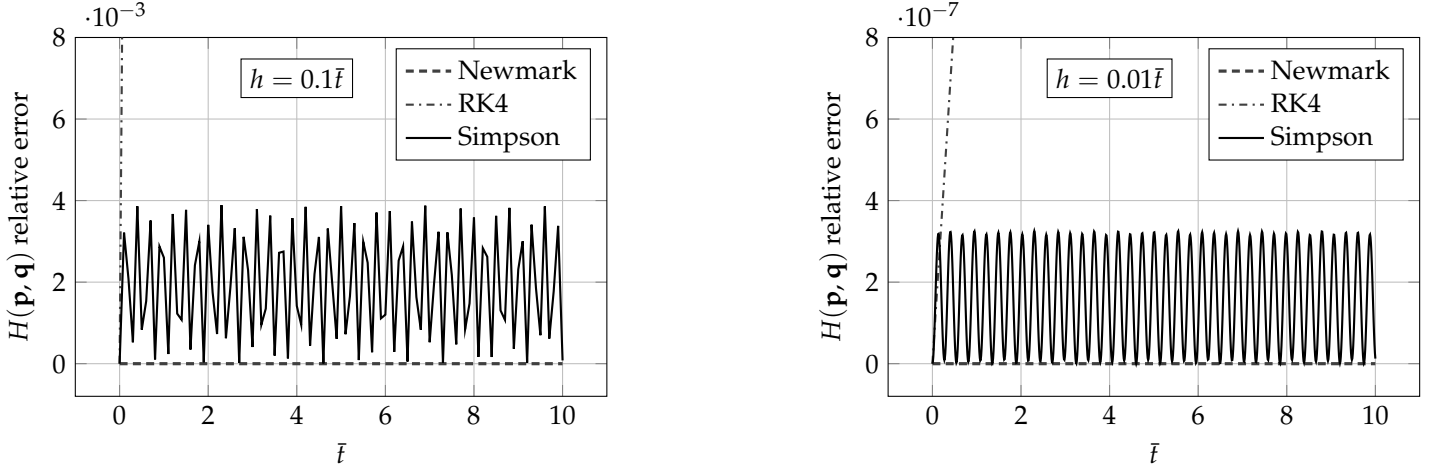 ·10⁻³
8
6
4
2
0
H(p, q) relative error
h = 0.1t̄
Newmark
RK4
Simpson
0 2 4 6 8 10
t̄
·10⁻⁷
8
6
4
2
0
H(p, q) relative error
h = 0.01t̄
Newmark
RK4
Simpson
0 2 4 6 8 10
t̄